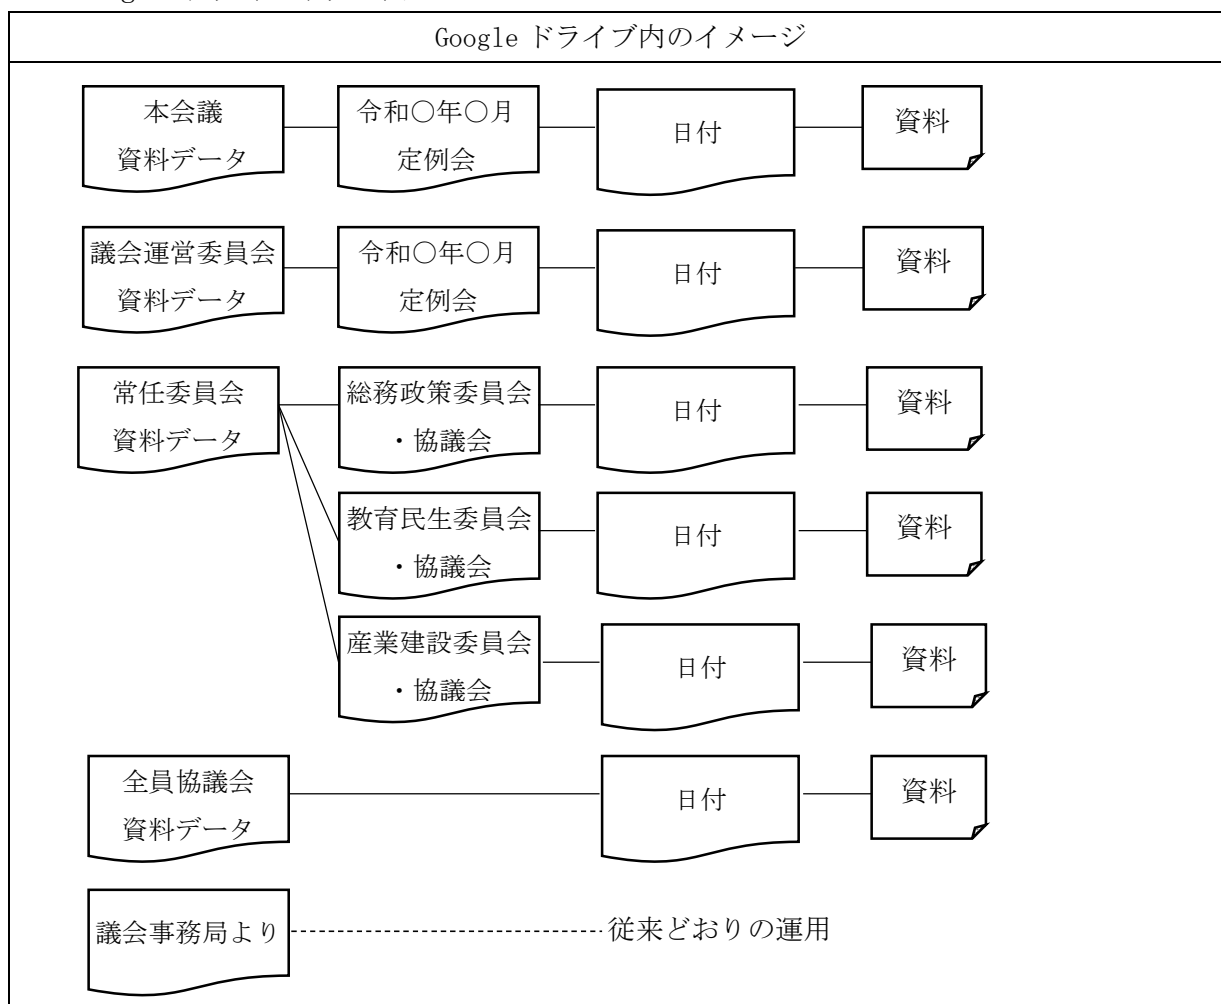 Googleドライブ内のイメージ
本会議
資料データ
令和○年○月
定例会
日付
資料
議会運営委員会
資料データ
令和○年○月
定例会
日付
資料
常任委員会
資料データ
総務政策委員会
・協議会
日付
資料
教育民生委員会
・協議会
日付
資料
産業建設委員会
・協議会
日付
資料
全員協議会
資料データ
日付
資料
議会事務局より
従来どおりの運用